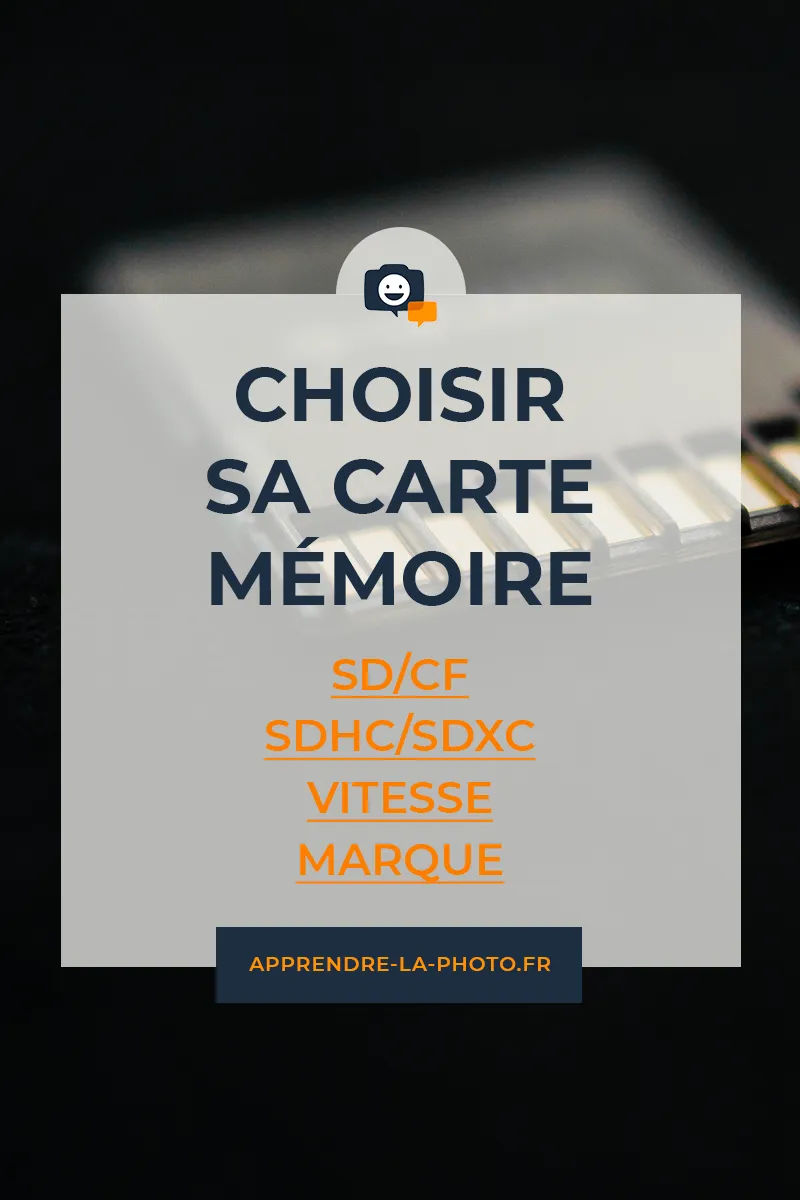 CHOISIR
SA CARTE
MÉMOIRE
SD/CF
SDHC/SDXC
VITESSE
MARQUE
APPRENDRE-LA-PHOTO.FR